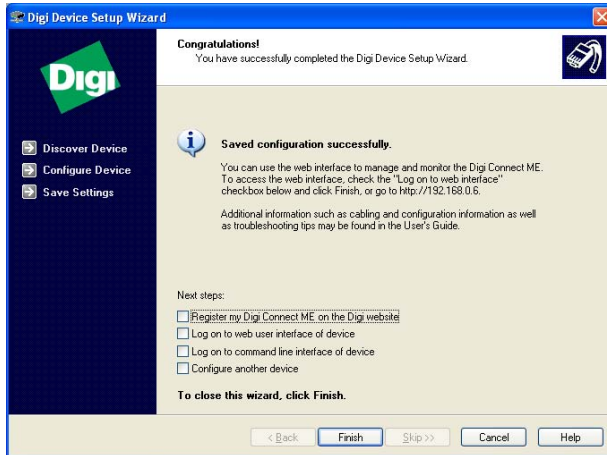 Digi Device Setup Wizard
Digi
Discover Device
Configure Device
Save Settings
Congratulations!
You have successfully completed the Digi Device Setup Wizard.
Saved configuration successfully.
You can use the web interface to manage and monitor the Digi Connect ME.
To access the web interface, check the "Log on to web interface"
checkbox below and click Finish, or go to http://192.168.0.6.
Additional information such as cabling and configuration information as well
as troubleshooting tips may be found in the User's Guide.
Next steps:
Register my Digi Connect ME on the Digi website
Log on to web user interface of device
Log on to command line interface of device
Configure another device
To close this wizard, click Finish.
< Back Finish Skip >> Cancel Help